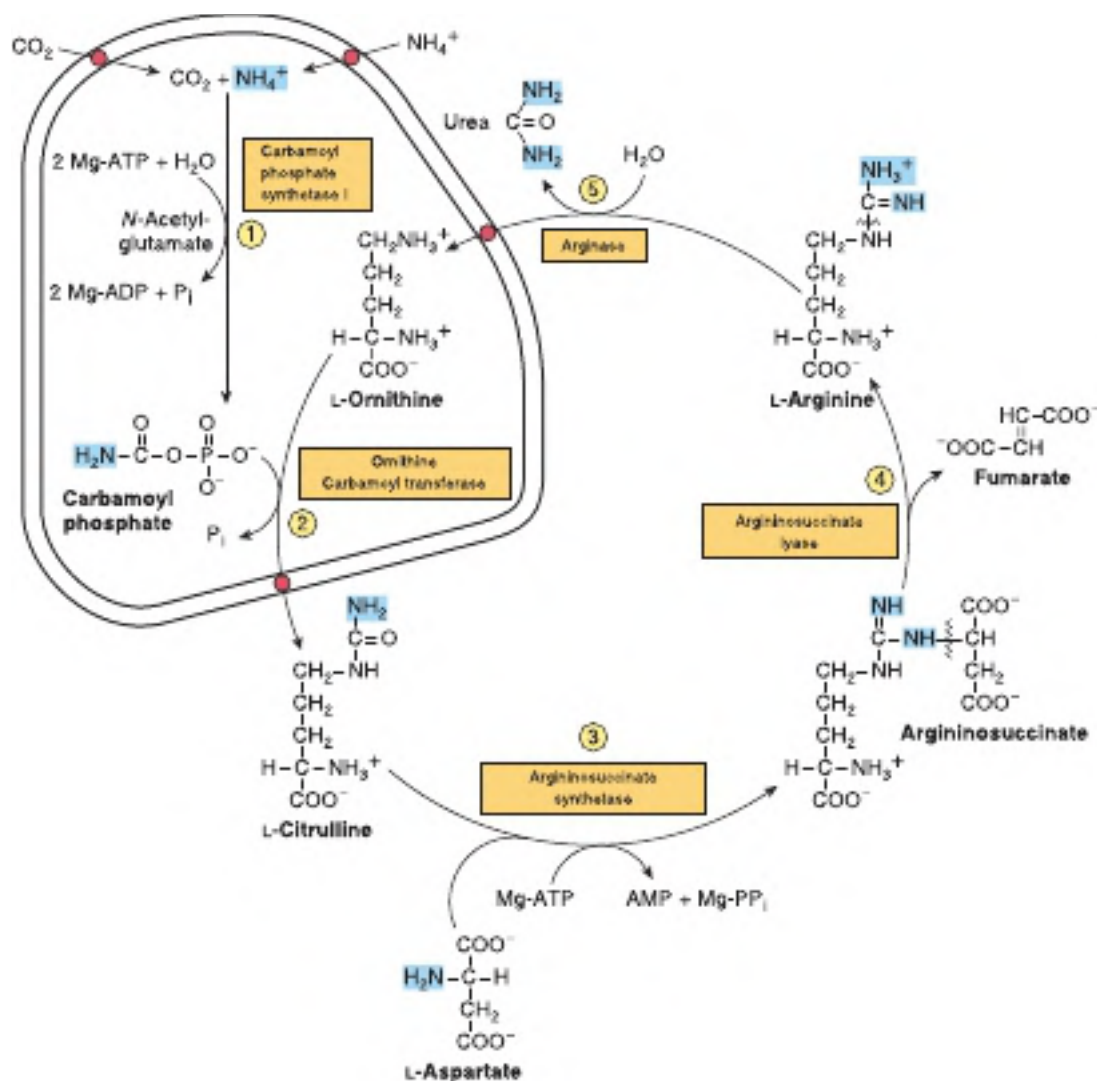 CO₂
NH₄⁺
CO₂ + NH₄⁺
2 Mg-ATP + H₂O
Carbamoyl
phosphate
synthetase I
N-Acetyl-
glutamate
1
2 Mg-ADP + Pi
CH₂NH₃⁺
CH₂
CH₂
H–C–NH₃⁺
COO⁻
L-Ornithine
O O
H₂N–C–O–P–O⁻
O⁻
Carbamoyl
phosphate
Ornithine
Carbamoyl transferase
Pi
2
NH₂
C=O
CH₂–NH
CH₂
CH₂
H–C–NH₃⁺
COO⁻
L-Citrulline
3
Argininosuccinate
synthetase
Mg-ATP
AMP + Mg-PPi
COO⁻
H₂N–C–H
CH₂
COO⁻
L-Aspartate
NH COO⁻
C–NH–CH
CH₂–NH CH₂
CH₂ COO⁻
CH₂
Argininosuccinate
H–C–NH₃⁺
COO⁻
4
Argininosuccinate
lyase
HC–COO⁻
⁻OOC–CH
Fumarate
NH₃⁺
C=NH
CH₂–NH
CH₂
CH₂
H–C–NH₃⁺
COO⁻
L-Arginine
5
Arginase
H₂O
NH₂
Urea C=O
NH₂